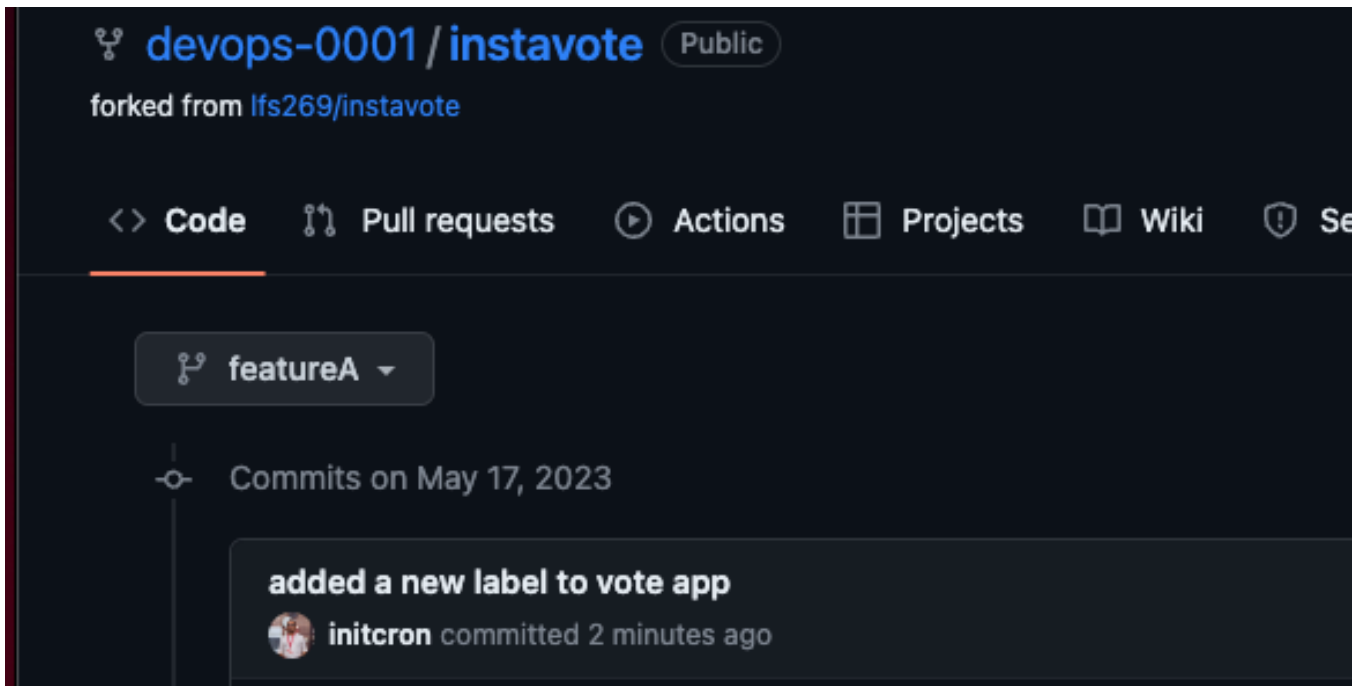 devops-0001/instavote Public
forked from lfs269/instavote
Code Pull requests Actions Projects Wiki Se
featureA
Commits on May 17, 2023
added a new label to vote app
initcron committed 2 minutes ago